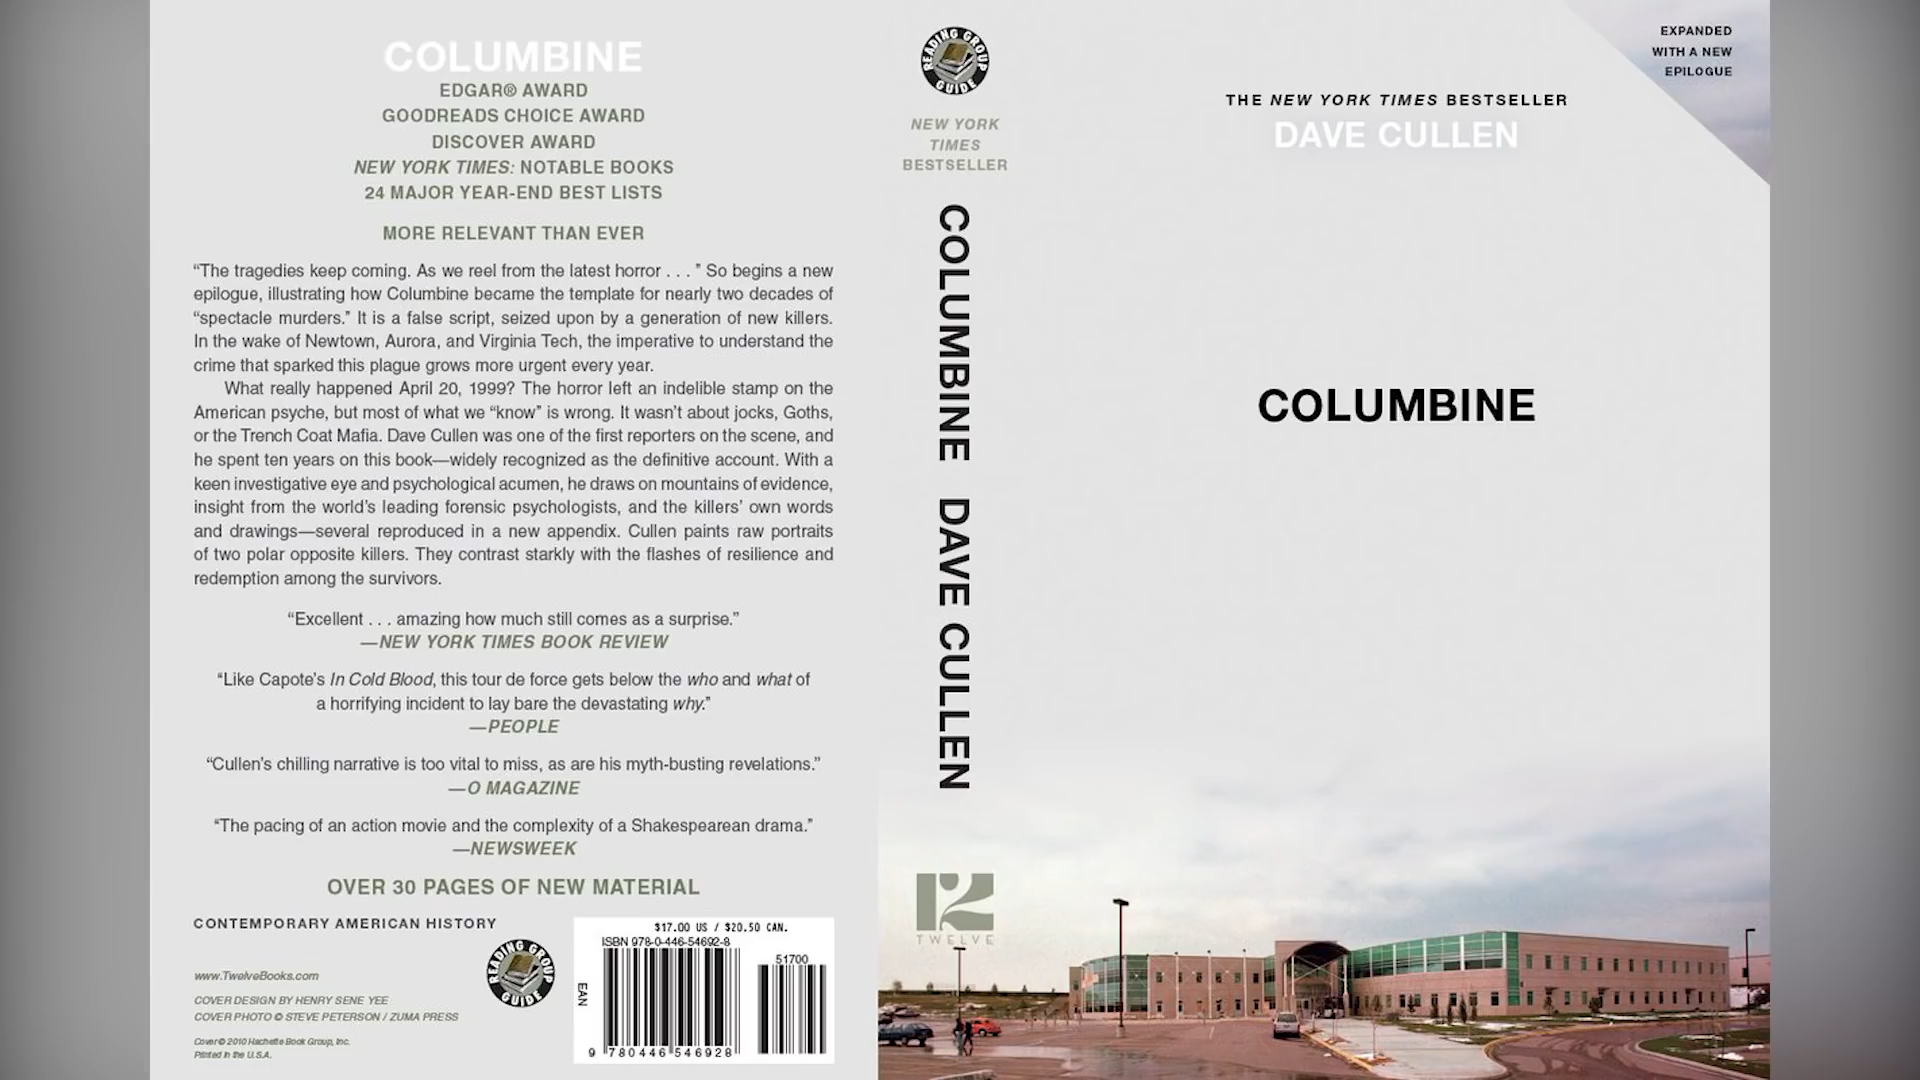 COLUMBINE
EDGAR® AWARD
GOODREADS CHOICE AWARD
DISCOVER AWARD
NEW YORK TIMES: NOTABLE BOOKS
24 MAJOR YEAR-END BEST LISTS
MORE RELEVANT THAN EVER
“The tragedies keep coming. As we reel from the latest horror . . . ” So begins a new
epilogue, illustrating how Columbine became the template for nearly two decades of
“spectacle murders.” It is a false script, seized upon by a generation of new killers.
In the wake of Newtown, Aurora, and Virginia Tech, the imperative to understand the
crime that sparked this plague grows more urgent every year.
What really happened April 20, 1999? The horror left an indelible stamp on the
American psyche, but most of what we “know” is wrong. It wasn’t about jocks, Goths,
or the Trench Coat Mafia. Dave Cullen was one of the first reporters on the scene, and
he spent ten years on this book—widely recognized as the definitive account. With a
keen investigative eye and psychological acumen, he draws on mountains of evidence,
insight from the world’s leading forensic psychologists, and the killers’ own words
and drawings—several reproduced in a new appendix. Cullen paints raw portraits
of two polar opposite killers. They contrast starkly with the flashes of resilience and
redemption among the survivors.
“Excellent . . . amazing how much still comes as a surprise.”
—NEW YORK TIMES BOOK REVIEW
“Like Capote’s In Cold Blood, this tour de force gets below the who and what of
a horrifying incident to lay bare the devastating why.”
—PEOPLE
“Cullen’s chilling narrative is too vital to miss, as are his myth-busting revelations.”
—O MAGAZINE
“The pacing of an action movie and the complexity of a Shakespearean drama.”
—NEWSWEEK
OVER 30 PAGES OF NEW MATERIAL
CONTEMPORARY AMERICAN HISTORY
READING GROUP GUIDE
www.TwelveBooks.com
COVER DESIGN BY HENRY SENE YEE
COVER PHOTO © STEVE PETERSON / ZUMA PRESS
Cover © 2010 Hachette Book Group, Inc.
Printed in the U.S.A.
$17.00 US / $20.50 CAN.
ISBN 978-0-446-54692-8
51700
EAN
9 780446 546928
READING GROUP GUIDE
NEW YORK
TIMES
BESTSELLER
COLUMBINE DAVE CULLEN
12
TWELVE
EXPANDED
WITH A NEW
EPILOGUE
THE NEW YORK TIMES BESTSELLER
DAVE CULLEN
COLUMBINE